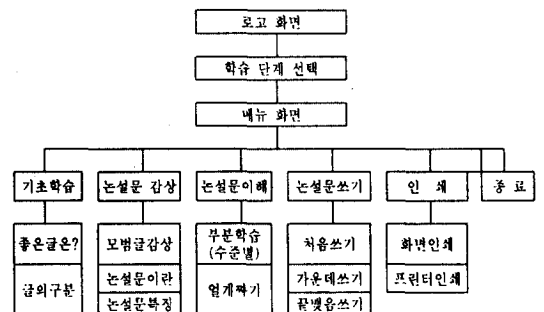 로고 화면
학습 단계 선택
메뉴 화면
기초학습
논설문 감상
논설문이해
논설문쓰기
인 쇄
종 료
좋은글은?
글의구분
모범글감상
논설문이란
논설문특징
부분학습
(수준별)
얼개짜기
처음쓰기
가운데쓰기
끝맺음쓰기
화면인쇄
프린터인쇄